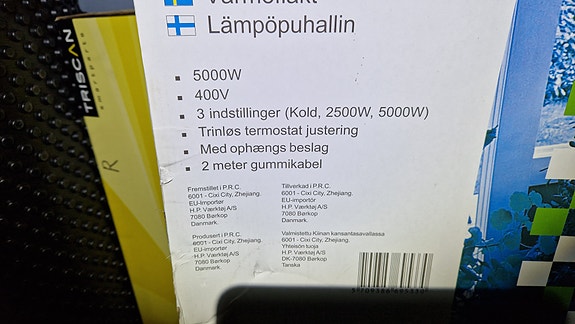 Varmofläkt
Lämpöpuhallin
5000W
400V
3 indstillinger (Kold, 2500W, 5000W)
Trinløs termostat justering
Med ophængs beslag
2 meter gummikabel
Fremstillet i P.R.C.
6001 - Cixi City, Zhejiang.
EU-Importør
H.P. Værktøj A/S
7080 Børkop
Danmark.
Tillverkad i P.R.C.
6001 - Cixi City, Zhejiang.
EU-importör
H.P. Værktøj A/S
7080 Børkop
Danmark.
Produsert i P.R.C.
6001 - Cixi City, Zhejiang.
EU-importør
H.P. Værktøj A/S
7080 Børkop
Danmark.
Valmistettu Kiinan kansantasavallassa
6001 - Cixi City, Zhejiang.
Yhteisön tuoja
H.P. Værktøj A/S
DK-7080 Børkop
Tanska
TRISCAN
R